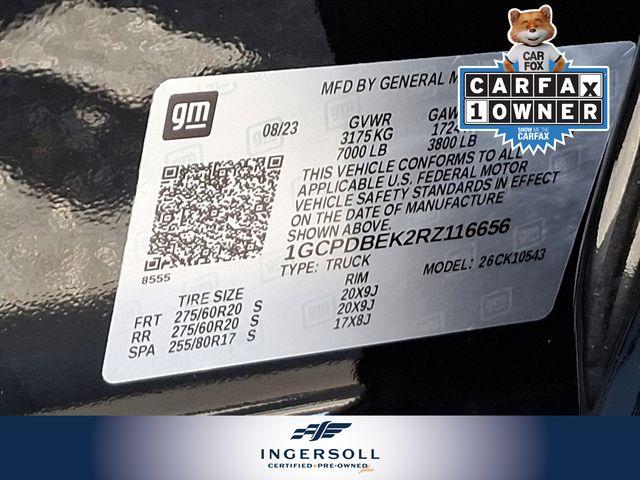 CAR
FOX
CARFAX
1 OWNER
SHOW ME THE
CARFAX
gm
MFD BY GENERAL
08/23
GVWR
3175 KG
7000 LB
3800 LB
THIS VEHICLE CONFORMS TO ALL
APPLICABLE U.S. FEDERAL MOTOR
VEHICLE SAFETY STANDARDS IN EFFECT
ON THE DATE OF MANUFACTURE
SHOWN ABOVE.
1GCPDBEK2RZ116656
TYPE: TRUCK MODEL: 26CK10543
8555
TIRE SIZE RIM
FRT 275/60R20 S 20X9J
RR 275/60R20 S 20X9J
SPA 255/80R17 S 17X8J
INGERSOLL
CERTIFIED • PRE-OWNED plus